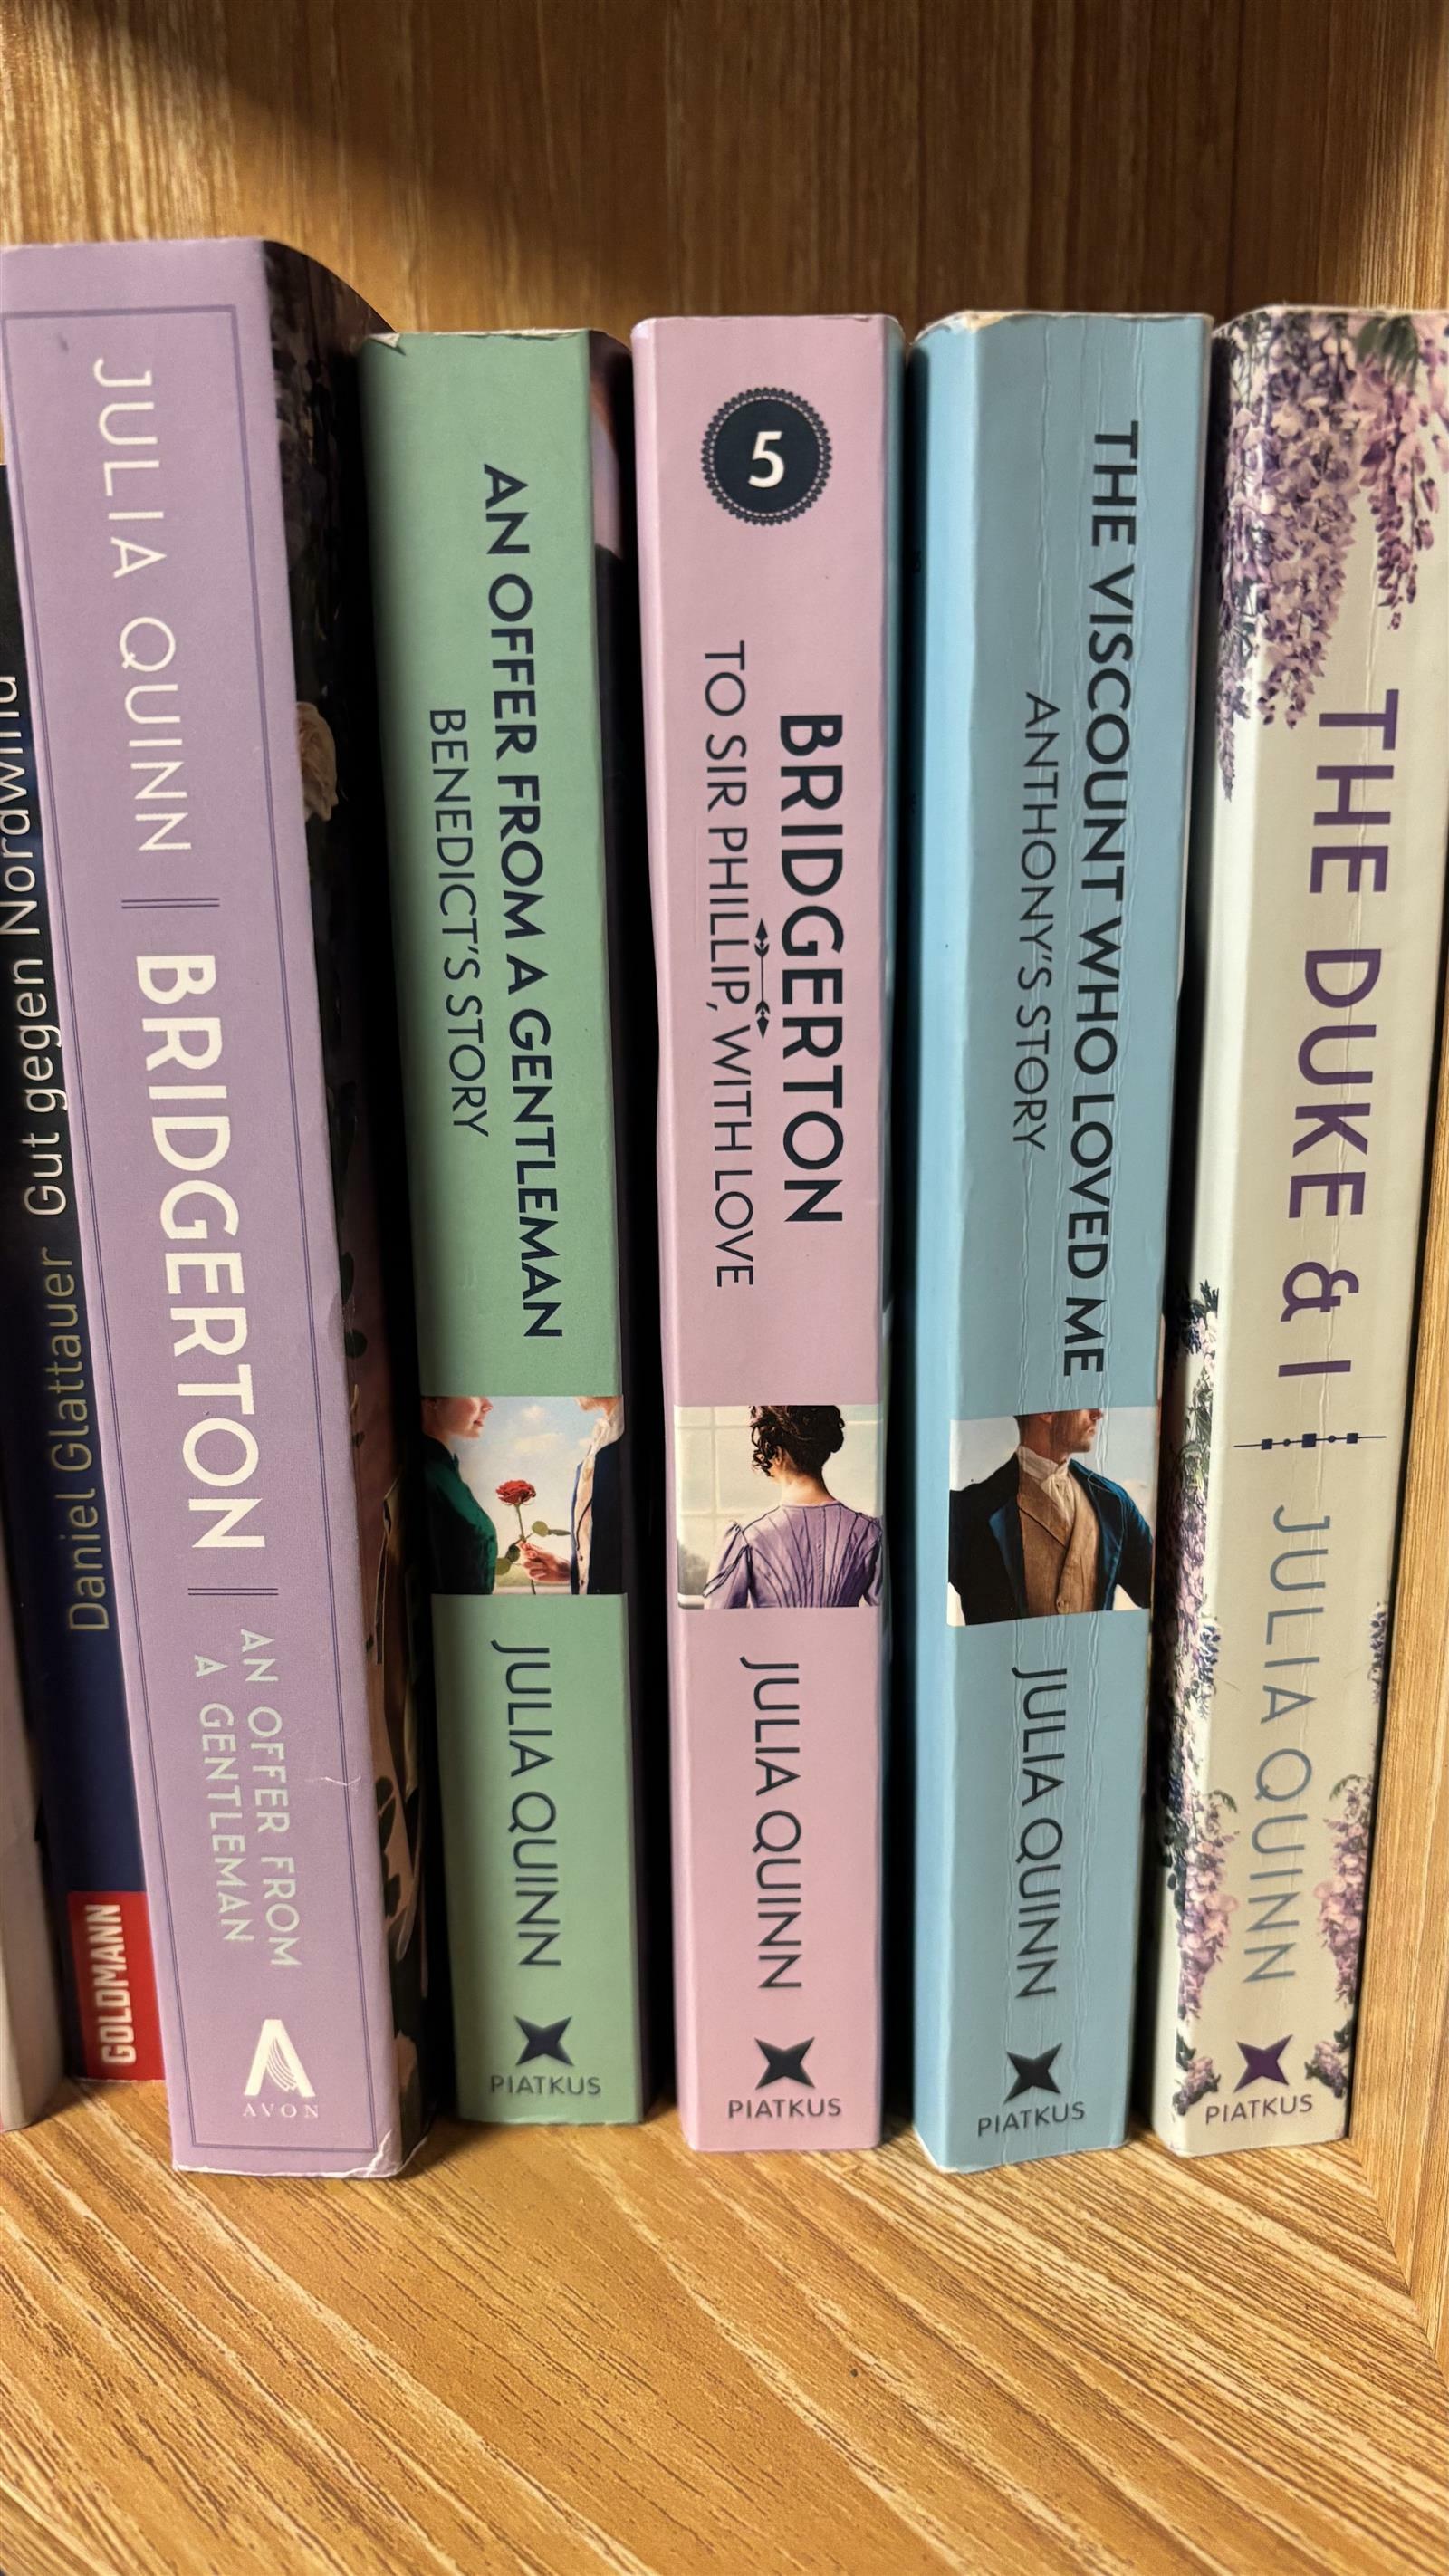 Daniel Glattauer Gut gegen Nordwind
GOLDMANN
JULIA QUINN
BRIDGERTON
AN OFFER FROM
A GENTLEMAN
AVON
AN OFFER FROM A GENTLEMAN
BENEDICT'S STORY
JULIA QUINN
PIATKUS
5
BRIDGERTON
TO SIR PHILLIP, WITH LOVE
JULIA QUINN
PIATKUS
THE VISCOUNT WHO LOVED ME
ANTHONY'S STORY
JULIA QUINN
PIATKUS
THE DUKE & I
JULIA QUINN
PIATKUS